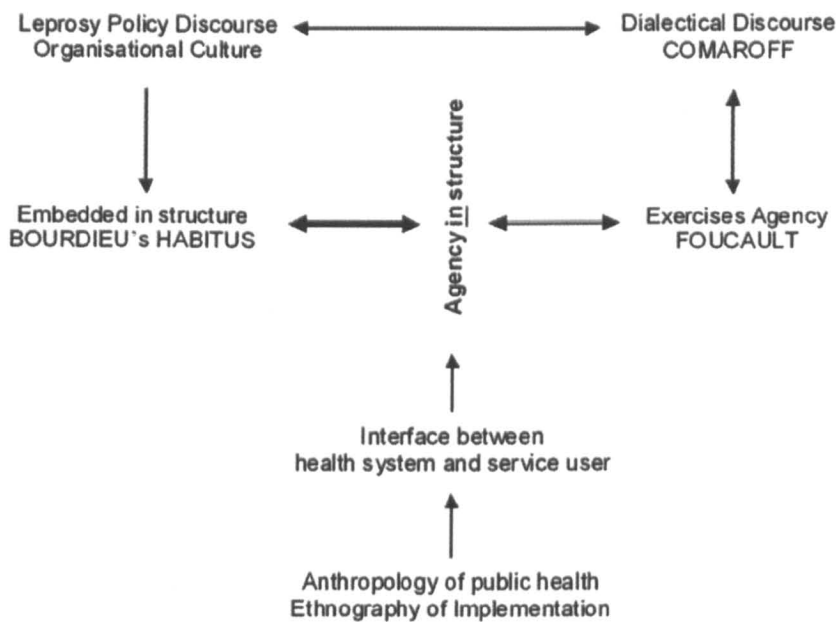 Leprosy Policy Discourse
Organisational Culture
Dialectical Discourse
COMAROFF
Agency in structure
Embedded in structure
BOURDIEU's HABITUS
Exercises Agency
FOUCAULT
Interface between
health system and service user
Anthropology of public health
Ethnography of Implementation